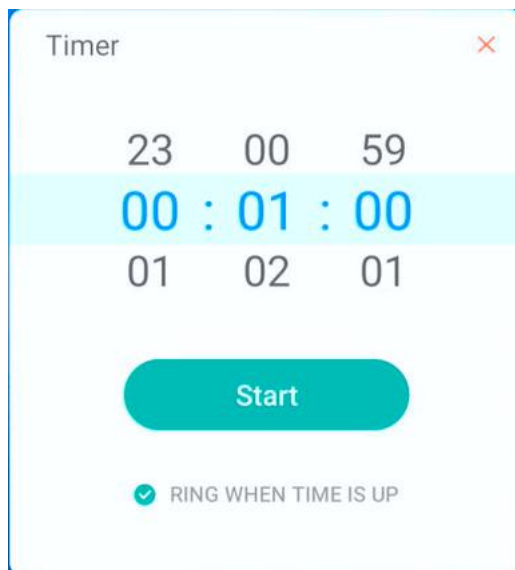 Timer
23 00 59
00 : 01 : 00
01 02 01
Start
RING WHEN TIME IS UP